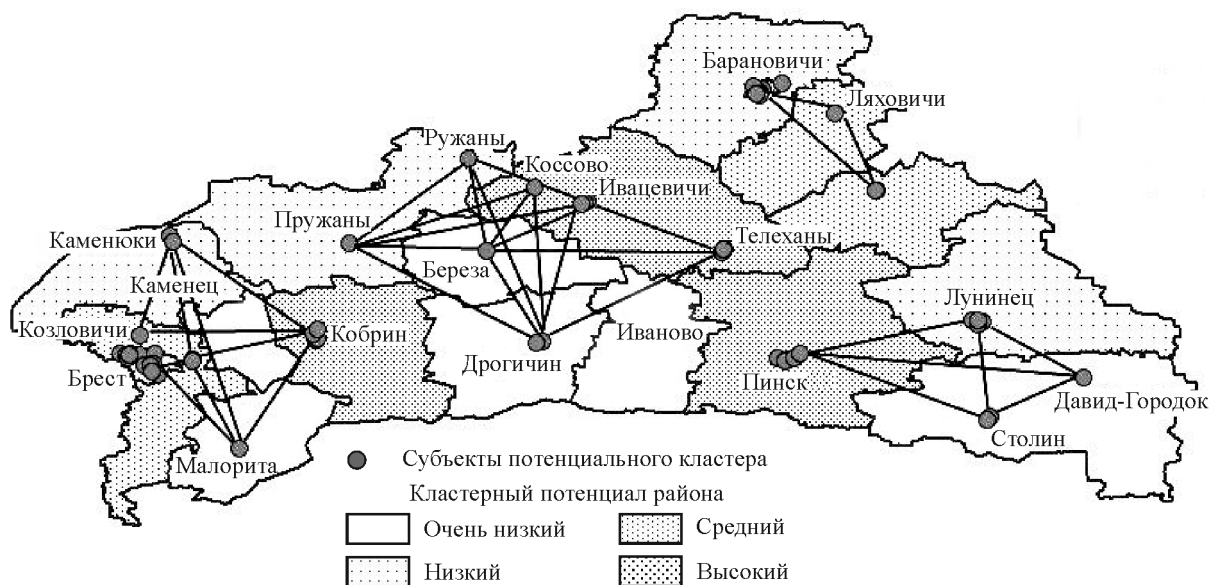 Барановичи
Ляховичи
Ружаны
Коссово
Ивацевичи
Пружаны
Телеханы
Каменюки
Береза
Каменец
Лунинец
Козловичи
Кобрин
Иваново
Дрогичин
Брест
Пинск
Давид-Городок
Столин
Малорита
Субъекты потенциального кластера
Кластерный потенциал района
Очень низкий
Средний
Низкий
Высокий